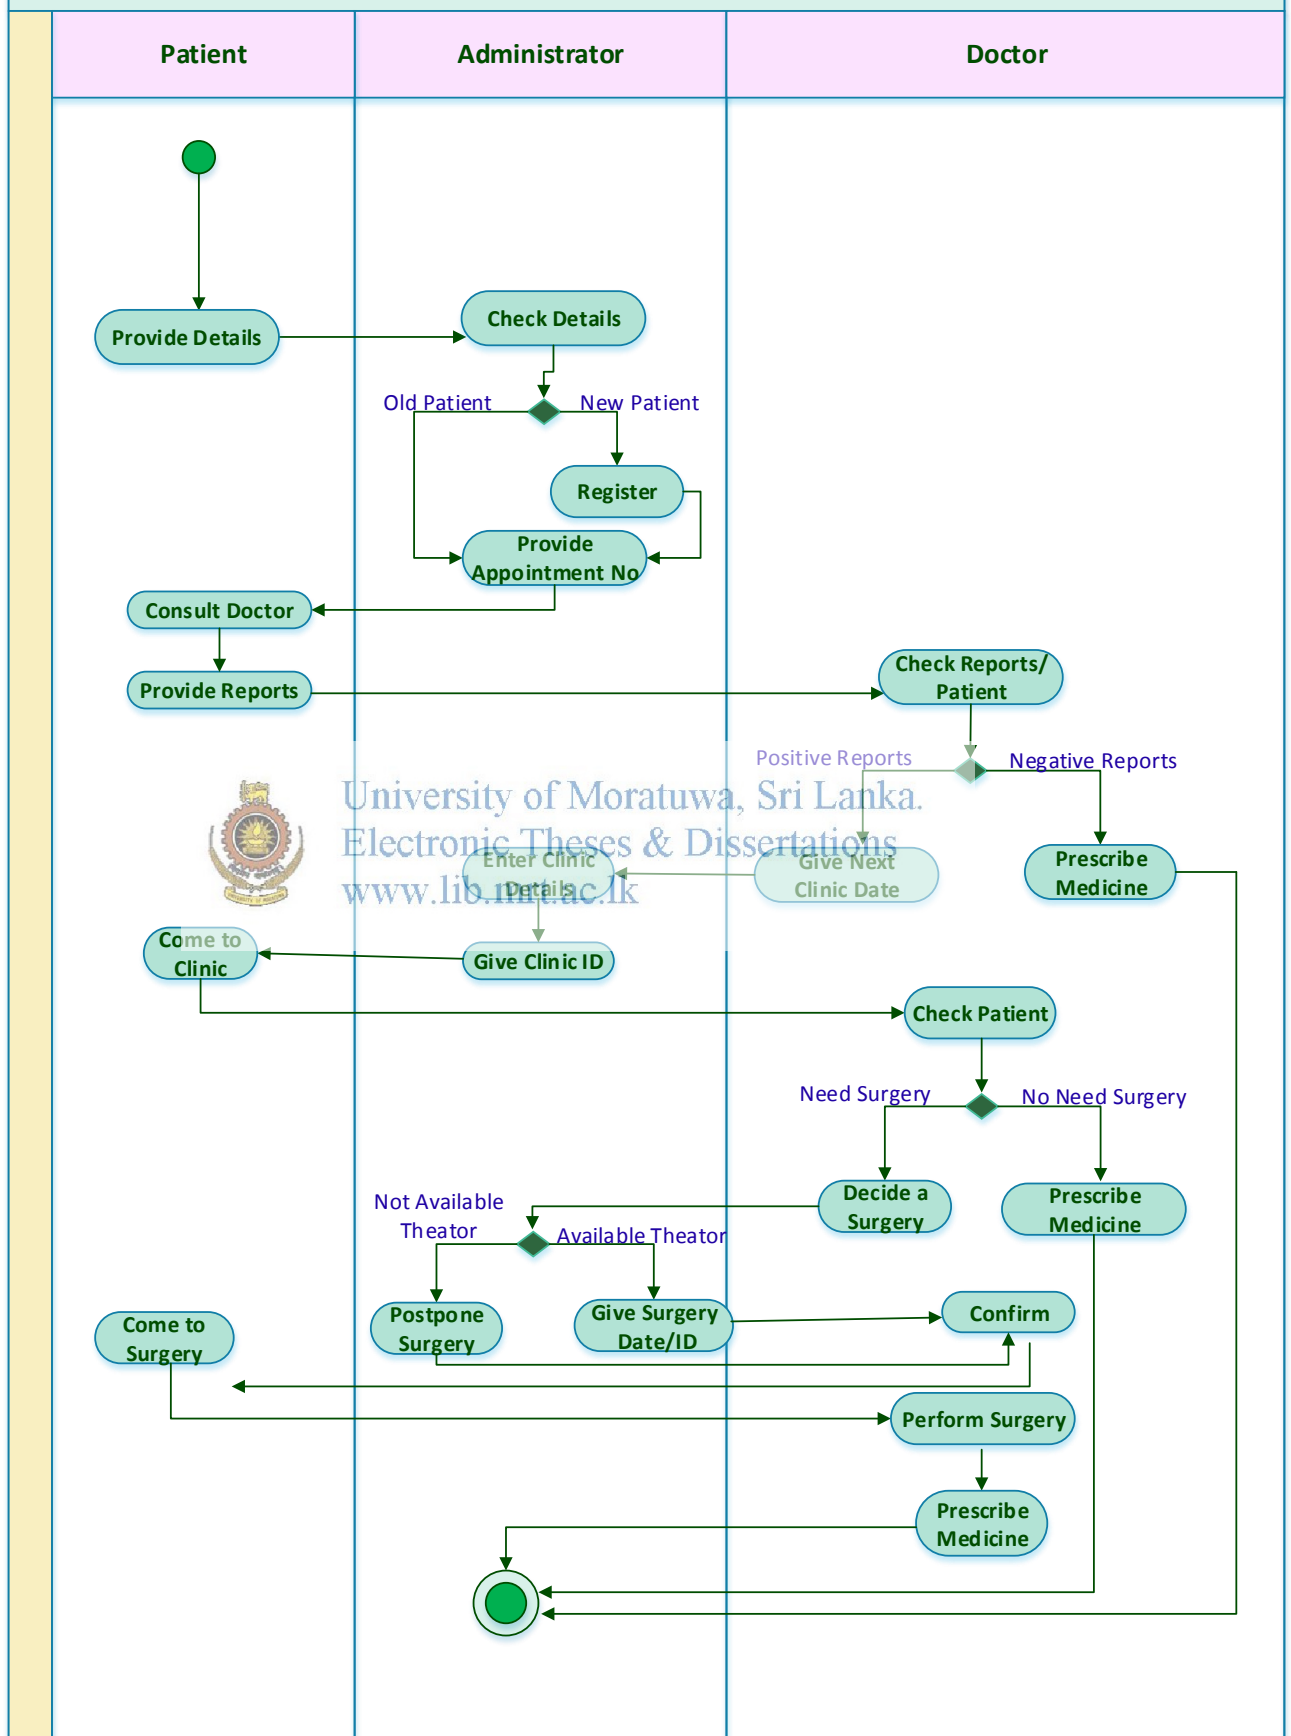 Patient
Administrator
Doctor
Provide Details
Check Details
Old Patient
New Patient
Register
Provide
Appointment No
Consult Doctor
Provide Reports
Check Reports/
Patient
Positive Reports
Negative Reports
University of Moratuwa, Sri Lanka.
Electronic Theses & Dissertations
www.lib.mrt.ac.lk
Enter Clinic
Details
Give Next
Clinic Date
Prescribe
Medicine
Come to
Clinic
Give Clinic ID
Check Patient
Need Surgery
No Need Surgery
Decide a
Surgery
Prescribe
Medicine
Not Available
Theator
Available Theator
Come to
Surgery
Postpone
Surgery
Give Surgery
Date/ID
Confirm
Perform Surgery
Prescribe
Medicine